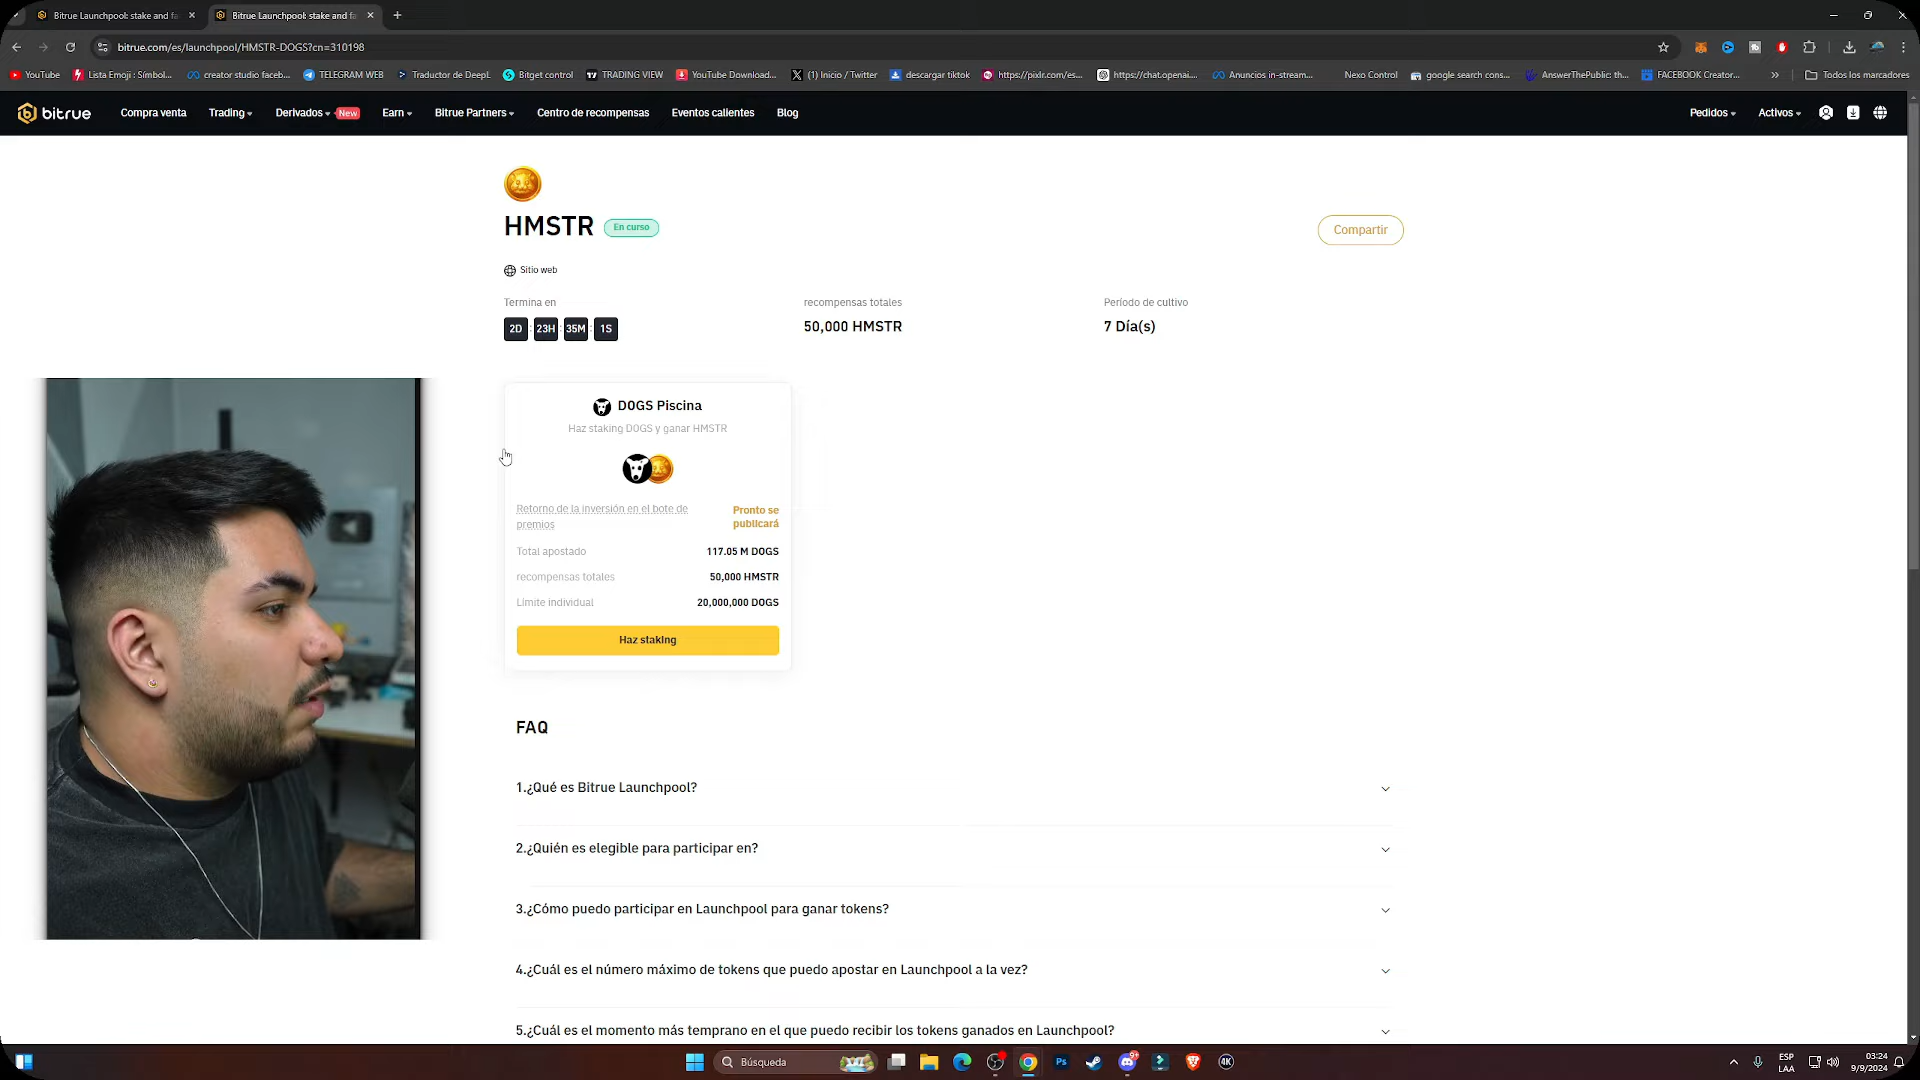 Bitrue Launchpool: stake and fa
Bitrue Launchpool: stake and fa
bitrue.com/es/launchpool/HMSTR-DOGS?cn=310198
YouTube
Lista Emoji : Símbol...
creator studio faceb...
TELEGRAM WEB
Traductor de DeepL
Bitget control
TRADING VIEW
YouTube Download...
(1) Inicio / Twitter
descargar tiktok
https://pixlr.com/es...
https://chat.openai....
Anuncios in-stream...
Nexo Control
google search cons...
AnswerThePublic: th...
FACEBOOK Creator...
Todos los marcadores
bitrue
Compra venta
Trading
Derivados
New
Earn
Bitrue Partners
Centro de recompensas
Eventos calientes
Blog
Pedidos
Activos
HMSTR
En curso
Compartir
Sitio web
Termina en
recompensas totales
Período de cultivo
2D : 23H : 35M : 1S
50,000 HMSTR
7 Día(s)
DOGS Piscina
Haz staking DOGS y ganar HMSTR
Retorno de la inversión en el bote de
premios
Pronto se
publicará
Total apostado
117.05 M DOGS
recompensas totales
50,000 HMSTR
Límite individual
20,000,000 DOGS
Haz staking
FAQ
1.¿Qué es Bitrue Launchpool?
2.¿Quién es elegible para participar en?
3.¿Cómo puedo participar en Launchpool para ganar tokens?
4.¿Cuál es el número máximo de tokens que puedo apostar en Launchpool a la vez?
5.¿Cuál es el momento más temprano en el que puedo recibir los tokens ganados en Launchpool?
Búsqueda
Ps
4K
ESP
LAA
03:24
9/9/2024